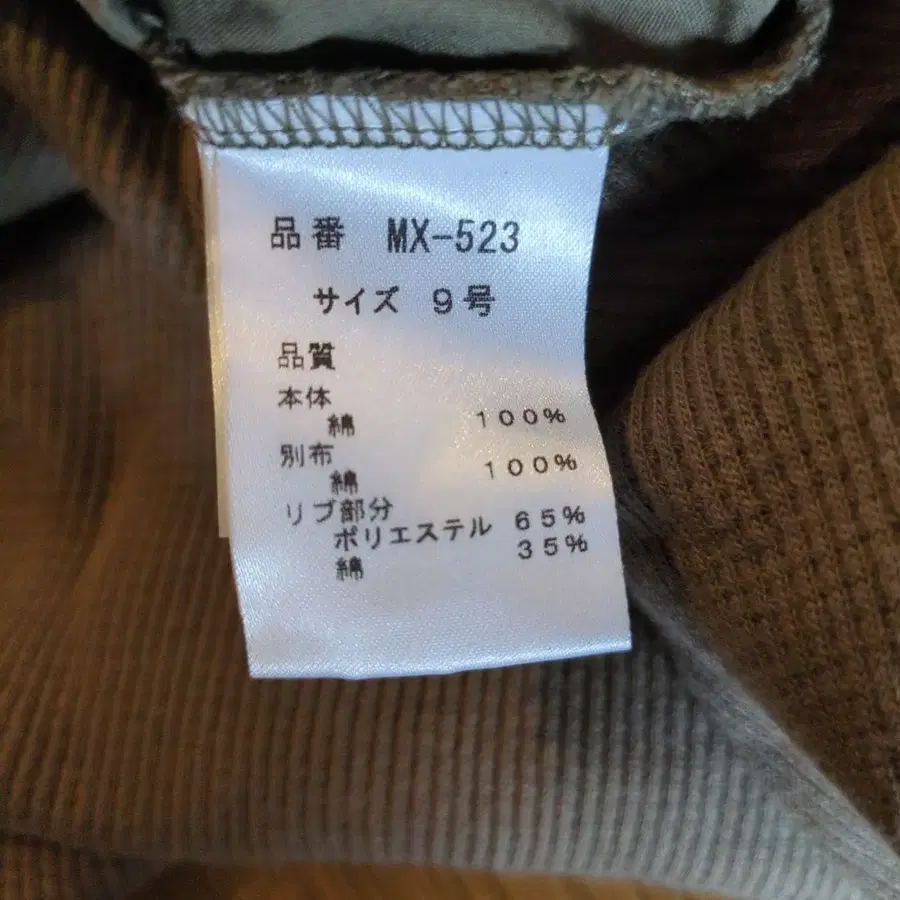 品番 MX-523
サイズ 9号
品質
本体
綿 100%
別布
綿 100%
リブ部分
ポリエステル 65%
綿 35%